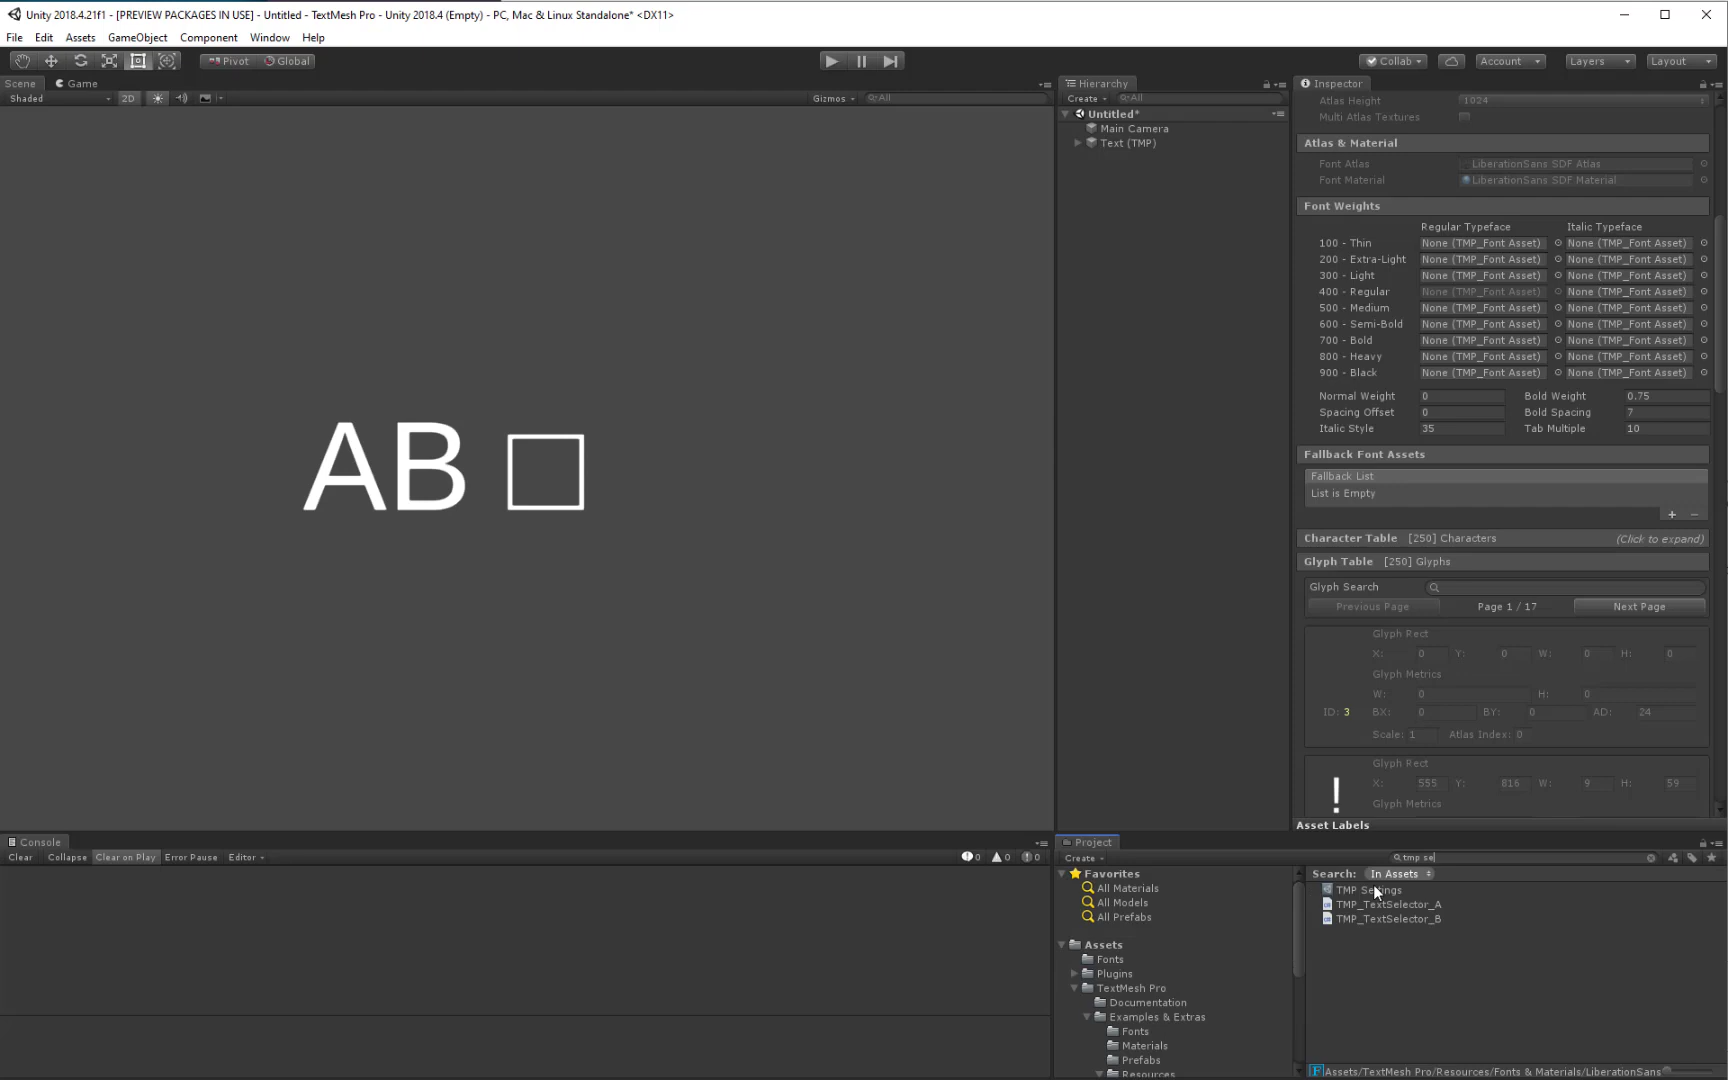 Unity 2018.4.21f1 - [PREVIEW PACKAGES IN USE] - Untitled - TextMesh Pro - Unity 2018.4 (Empty) - PC, Mac & Linux Standalone* <DX11>
File Edit Assets GameObject Component Window Help
Pivot Global Collab Account Layers Layout
Scene Game
Shaded 2D Gizmos All
AB □
Hierarchy
Create All
Untitled*
Main Camera
Text (TMP)
Inspector
Atlas Height 1024
Multi Atlas Textures
Atlas & Material
Font Atlas LiberationSans SDF Atlas
Font Material LiberationSans SDF Material
Font Weights
Regular Typeface Italic Typeface
100 - Thin None (TMP_Font Asset) None (TMP_Font Asset)
200 - Extra-Light None (TMP_Font Asset) None (TMP_Font Asset)
300 - Light None (TMP_Font Asset) None (TMP_Font Asset)
400 - Regular None (TMP_Font Asset) None (TMP_Font Asset)
500 - Medium None (TMP_Font Asset) None (TMP_Font Asset)
600 - Semi-Bold None (TMP_Font Asset) None (TMP_Font Asset)
700 - Bold None (TMP_Font Asset) None (TMP_Font Asset)
800 - Heavy None (TMP_Font Asset) None (TMP_Font Asset)
900 - Black None (TMP_Font Asset) None (TMP_Font Asset)
Normal Weight 0 Bold Weight 0.75
Spacing Offset 0 Bold Spacing 7
Italic Style 35 Tab Multiple 10
Fallback Font Assets
Fallback List
List is Empty
+ −
Character Table [250] Characters (Click to expand)
Glyph Table [250] Glyphs
Glyph Search
Previous Page Page 1 / 17 Next Page
Glyph Rect
X: 0 Y: 0 W: 0 H: 0
Glyph Metrics
W: 0 H: 0
ID: 3 BX: 0 BY: 0 AD: 24
Scale: 1 Atlas Index: 0
Glyph Rect
! X: 555 Y: 816 W: 9 H: 59
Glyph Metrics
Asset Labels
Console
Clear Collapse Clear on Play Error Pause Editor 0 0 0
Project
Create tmp se
Favorites
All Materials
All Models
All Prefabs
Assets
Fonts
Plugins
TextMesh Pro
Documentation
Examples & Extras
Fonts
Materials
Prefabs
Resources
Search: In Assets
TMP Settings
TMP_TextSelector_A
TMP_TextSelector_B
Assets/TextMesh Pro/Resources/Fonts & Materials/LiberationSans